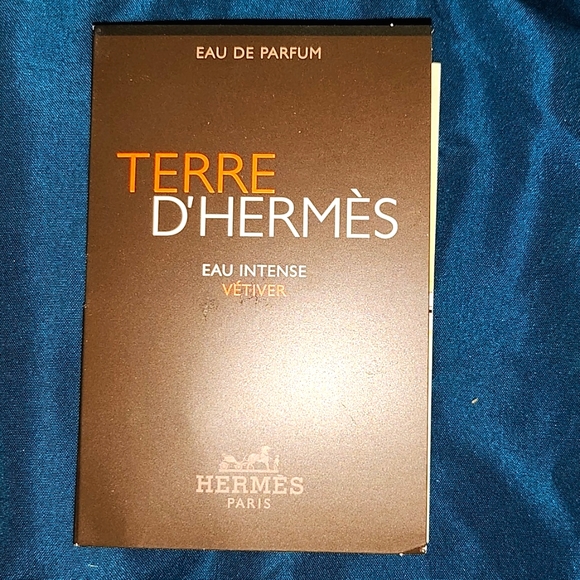 EAU DE PARFUM
TERRE
D'HERMÈS
EAU INTENSE
VÉTIVER
HERMÈS
PARIS